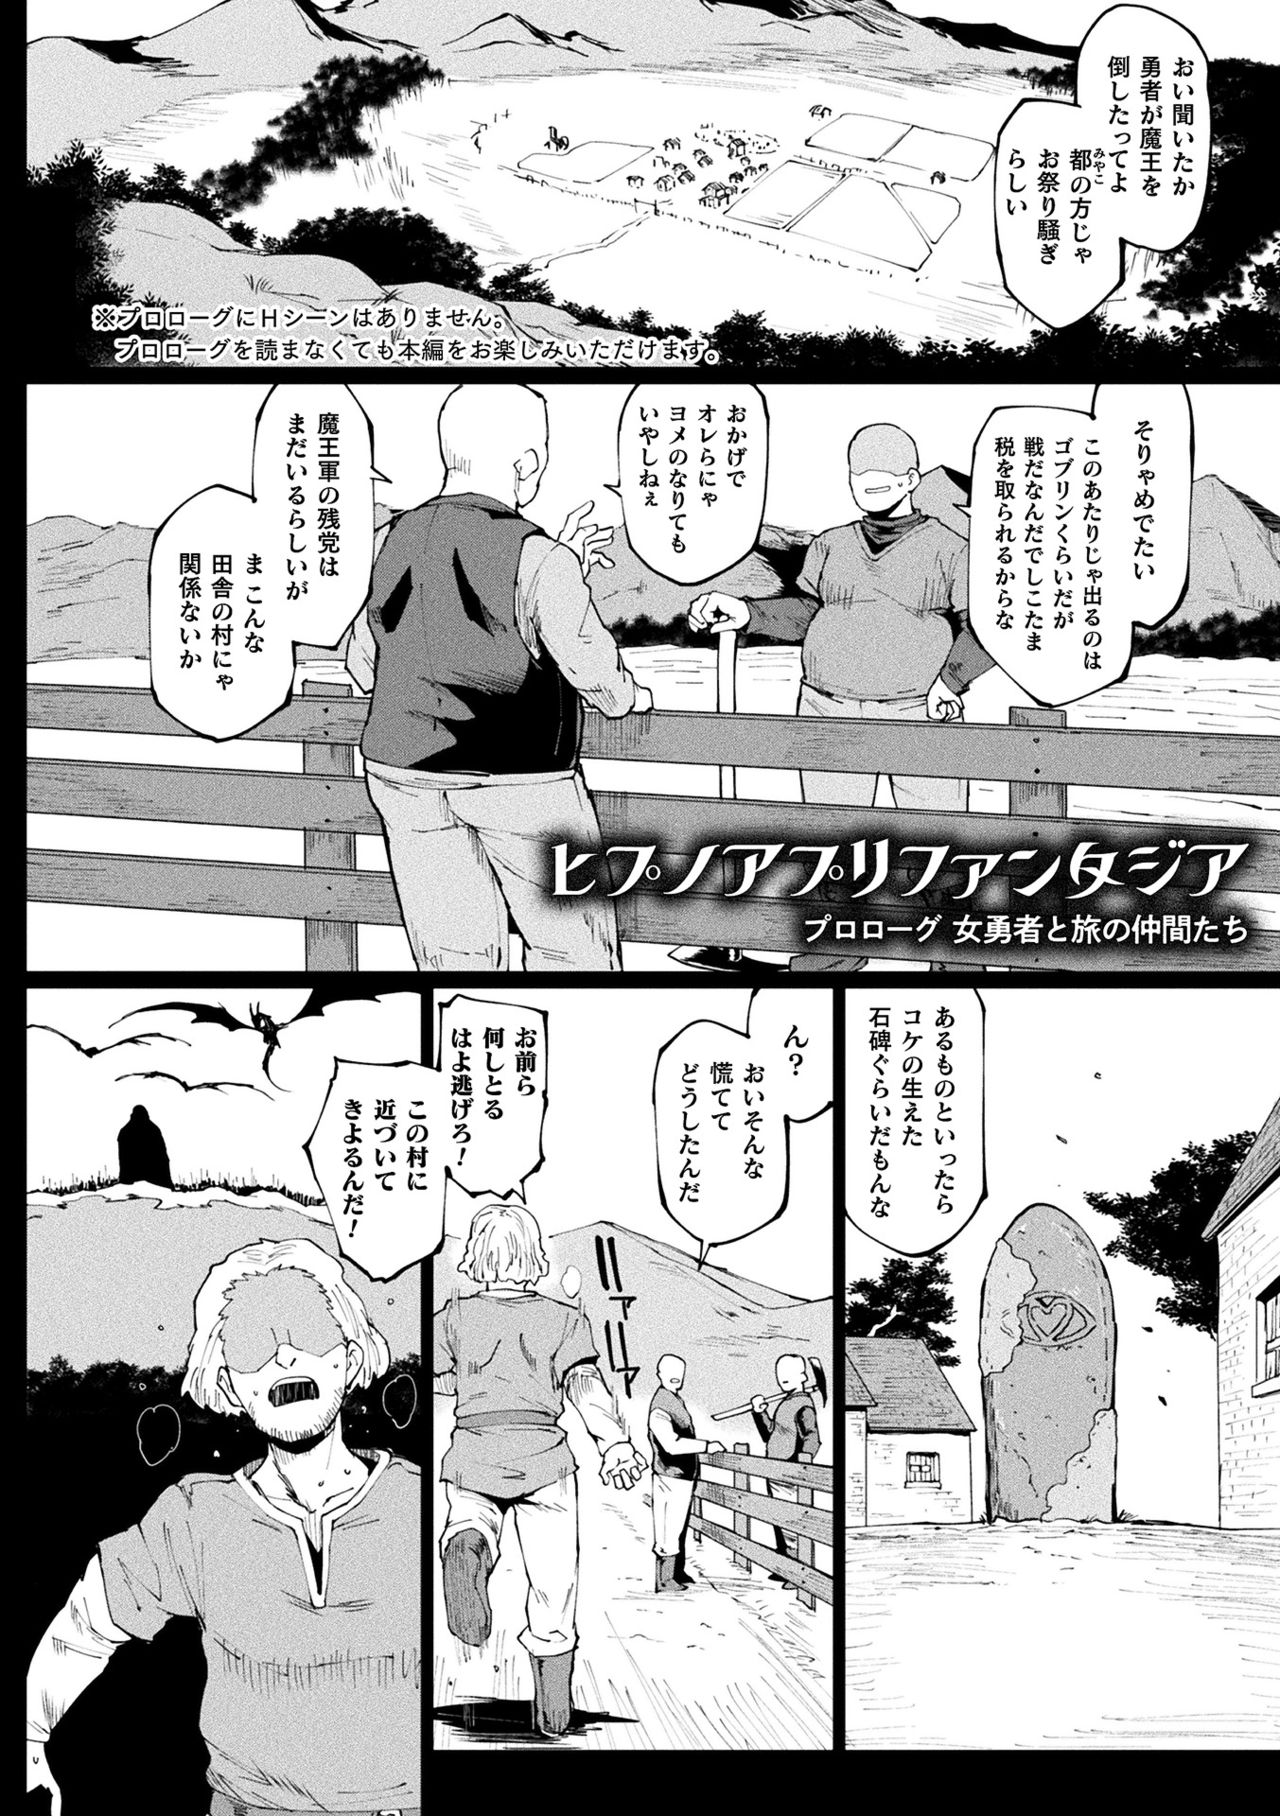 おい聞いたか
勇者が魔王を
倒したってよ
都の方じゃ
みやこ
お祭り騒ぎ
らしい
※プロローグにHシーンはありません。
プロローグを読まなくても本編をお楽しみいただけます。
そりゃめでたい
このあたりじゃ出るのは
ゴブリンくらいだが
戦だなんだでしこたま
税を取られるからな
おかげで
オレらにゃ
ヨメのなりても
いやしねぇ
魔王軍の残党は
まだいるらしいが
ま こんな
田舎の村にゃ
関係ないか
ヒプノアプリファンタジア
プロローグ 女勇者と旅の仲間たち
あるものといったら
コケの生えた
石碑ぐらいだもんな
ん?
おいそんな
慌てて
どうしたんだ
お前ら
何しとる
はよ逃げろ!
ハァ
ハァ
この村に
近づいて
きよるんだ!